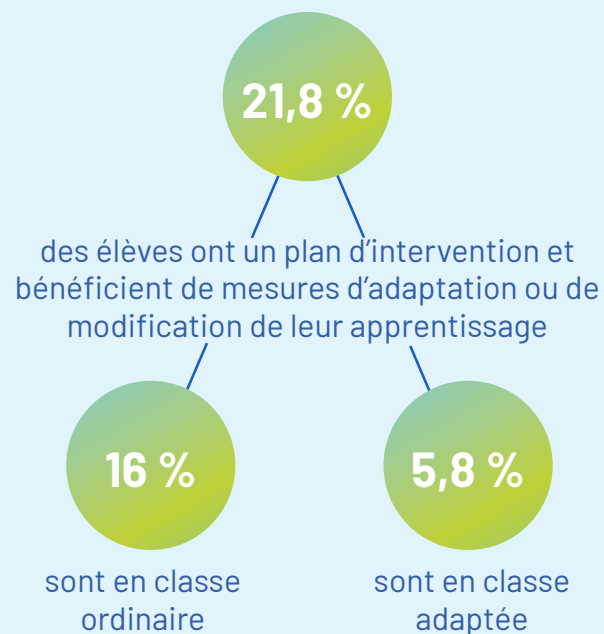 21,8 %
des élèves ont un plan d'intervention et
bénéficient de mesures d'adaptation ou de
modification de leur apprentissage
16 %
sont en classe
ordinaire
5,8 %
sont en classe
adaptée